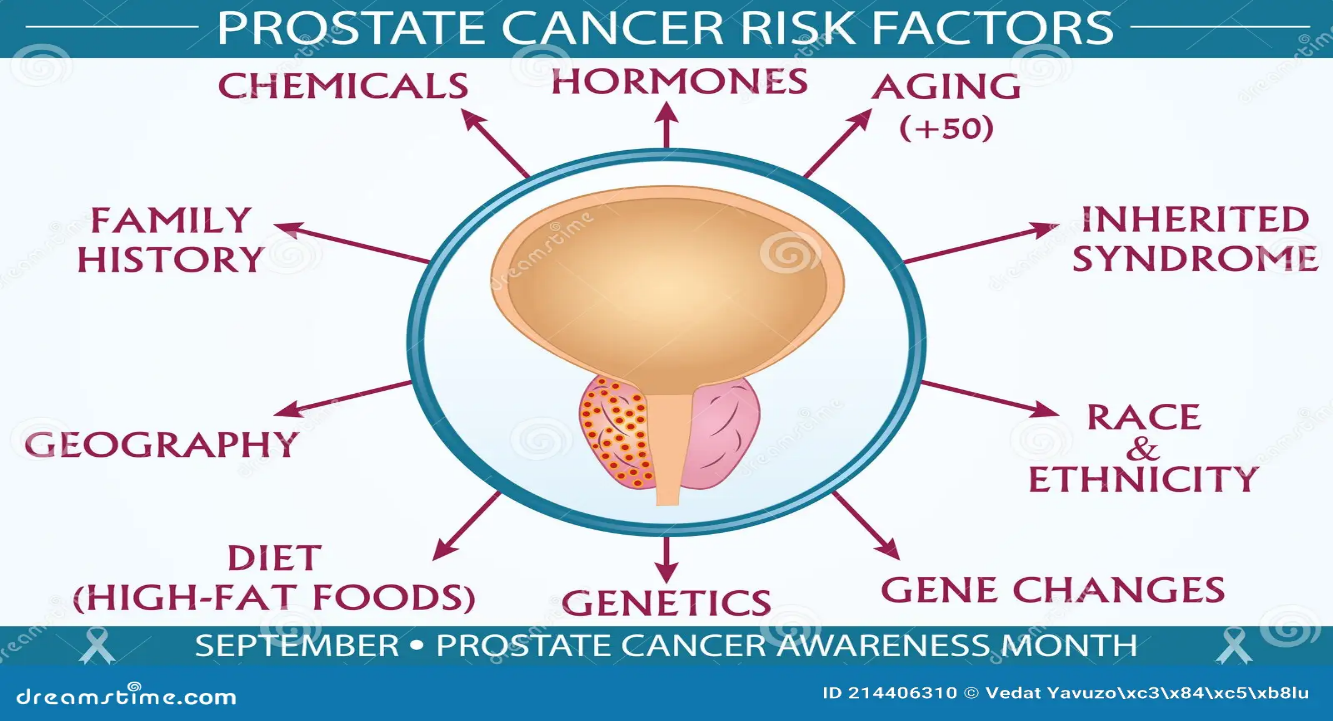 PROSTATE CANCER RISK FACTORS
CHEMICALS
HORMONES
AGING
(+50)
FAMILY
HISTORY
INHERITED
SYNDROME
GEOGRAPHY
RACE
&
ETHNICITY
DIET
(HIGH-FAT FOODS)
GENETICS
GENE CHANGES
SEPTEMBER • PROSTATE CANCER AWARENESS MONTH
dreamstime.com
ID 214406310 © Vedat Yavuzo\xc3\x84\xc5\xb8lu
dreamstime